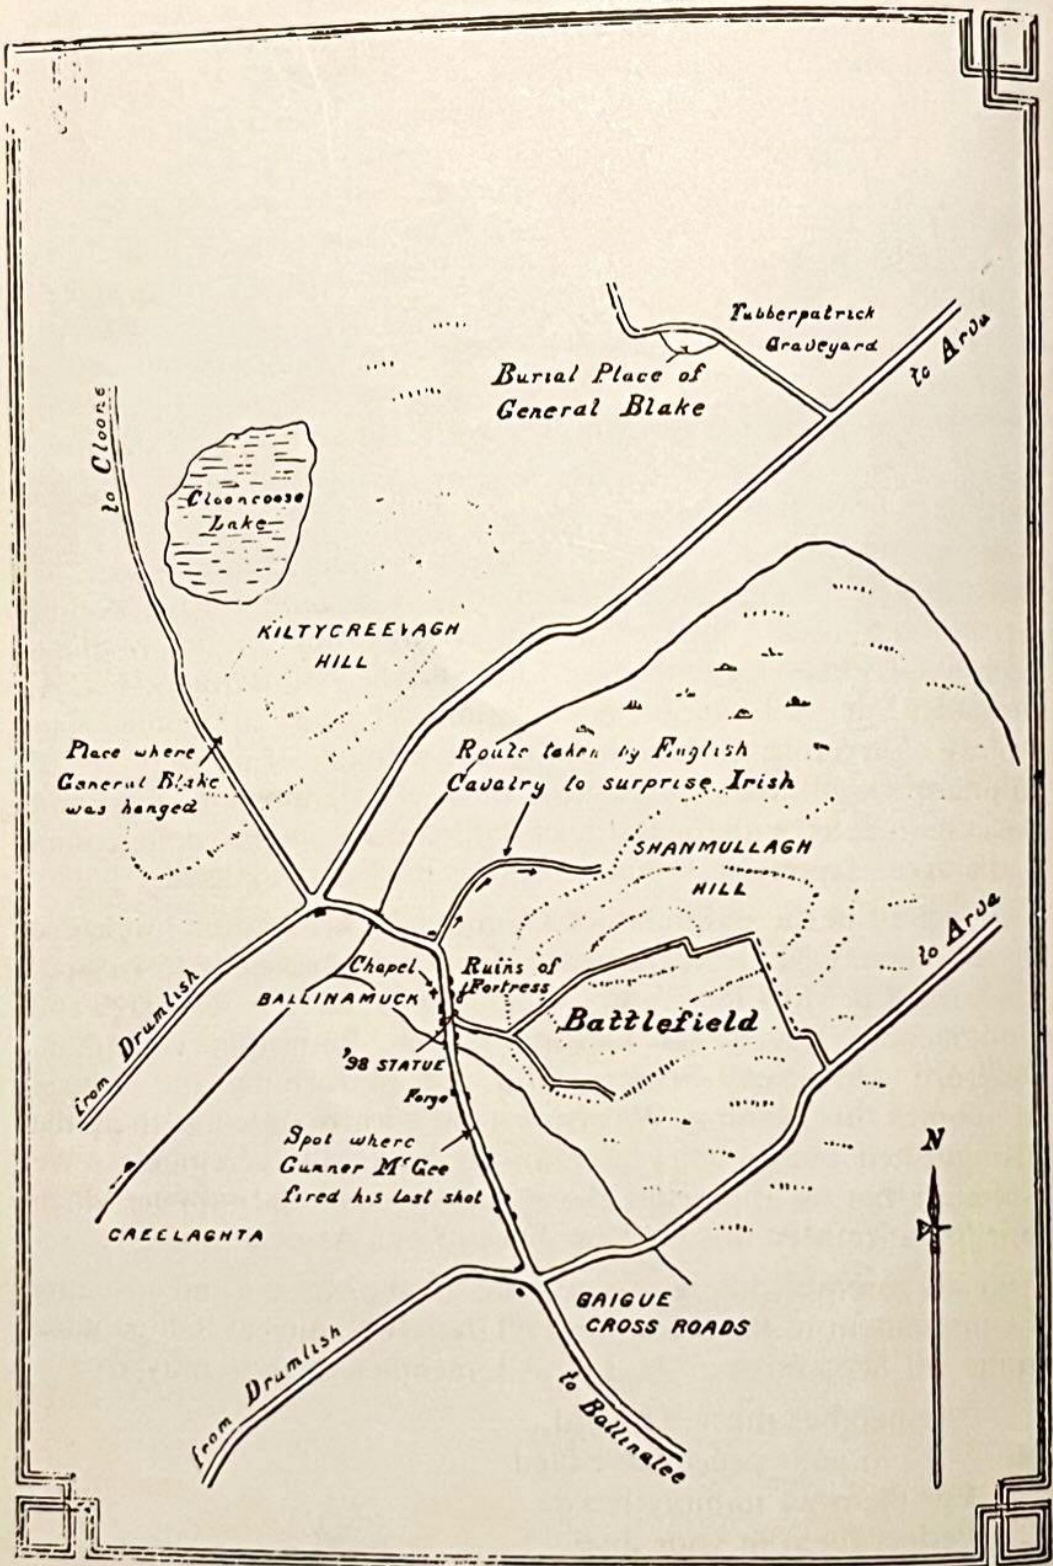 Tubberpatrick
Graveyard
to Arva
Burial Place of
General Blake
to Cloone
Clooncoose
Lake
KILTYCREEVAGH
HILL
Place where
General Blake
was hanged
Route taken by English
Cavalry to surprise Irish
SHANMULLAGH
HILL
to Arva
Chapel
Ruins of
Fortress
BALLINAMUCK
from Drumlish
Battlefield
'98 STATUE
Forge
Spot where
Gunner McGee
fired his last shot
N
CREELAGHTA
GAIGUE
CROSS ROADS
from Drumlish
to Ballinalee